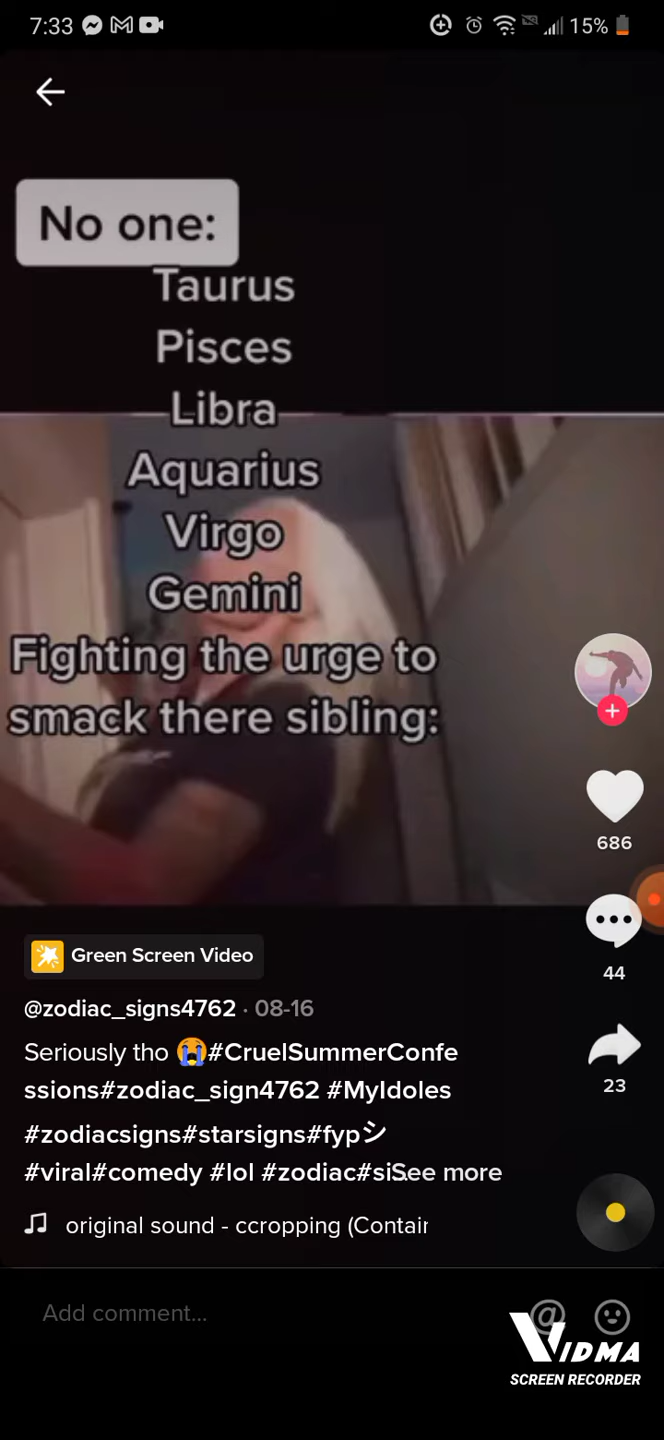 7:33
15%
No one:
Taurus
Pisces
Libra
Aquarius
Virgo
Gemini
Fighting the urge to
smack there sibling:
686
44
23
Green Screen Video
@zodiac_signs4762 · 08-16
Seriously tho 😭#CruelSummerConfe
ssions#zodiac_sign4762 #MyIdoles
#zodiacsigns#starsigns#fypシ
#viral#comedy #lol #zodiac#si...See more
original sound - ccropping (Contair
Add comment...
@
VIDMA
SCREEN RECORDER